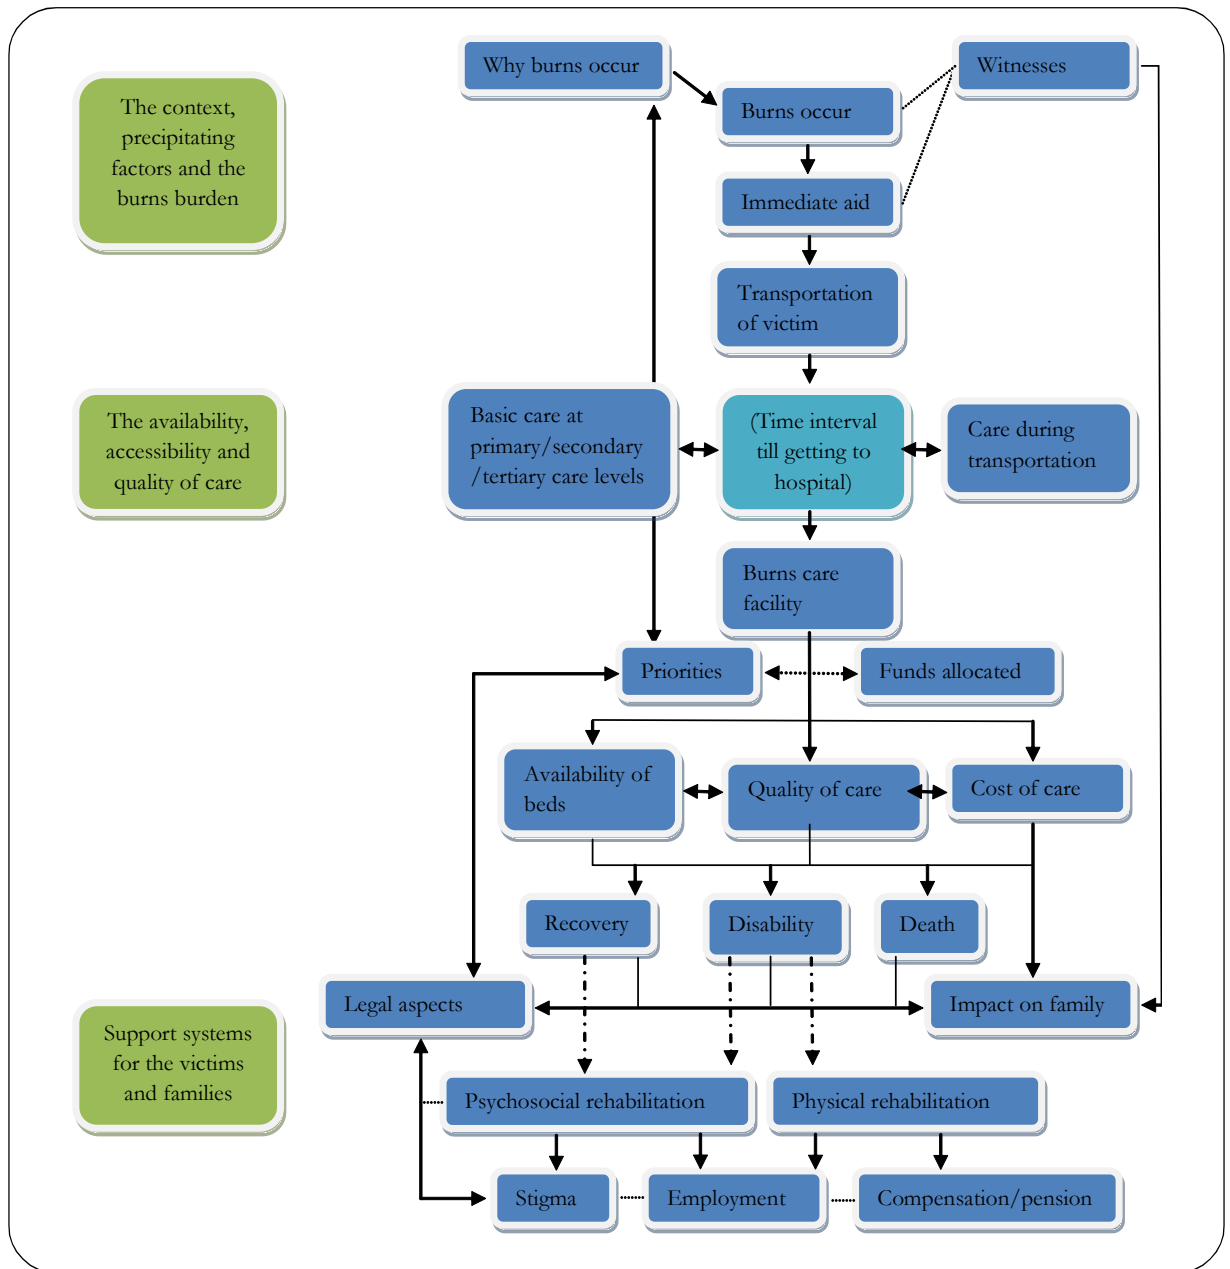 Why burns occur
Witnesses
The context,
precipitating
factors and the
burns burden
Burns occur
Immediate aid
Transportation
of victim
The availability,
accessibility and
quality of care
Basic care at
primary/secondary
/tertiary care levels
(Time interval
till getting to
hospital)
Care during
transportation
Burns care
facility
Priorities
Funds allocated
Availability of
beds
Quality of care
Cost of care
Recovery
Disability
Death
Legal aspects
Impact on family
Support systems
for the victims
and families
Psychosocial rehabilitation
Physical rehabilitation
Stigma
Employment
Compensation/pension